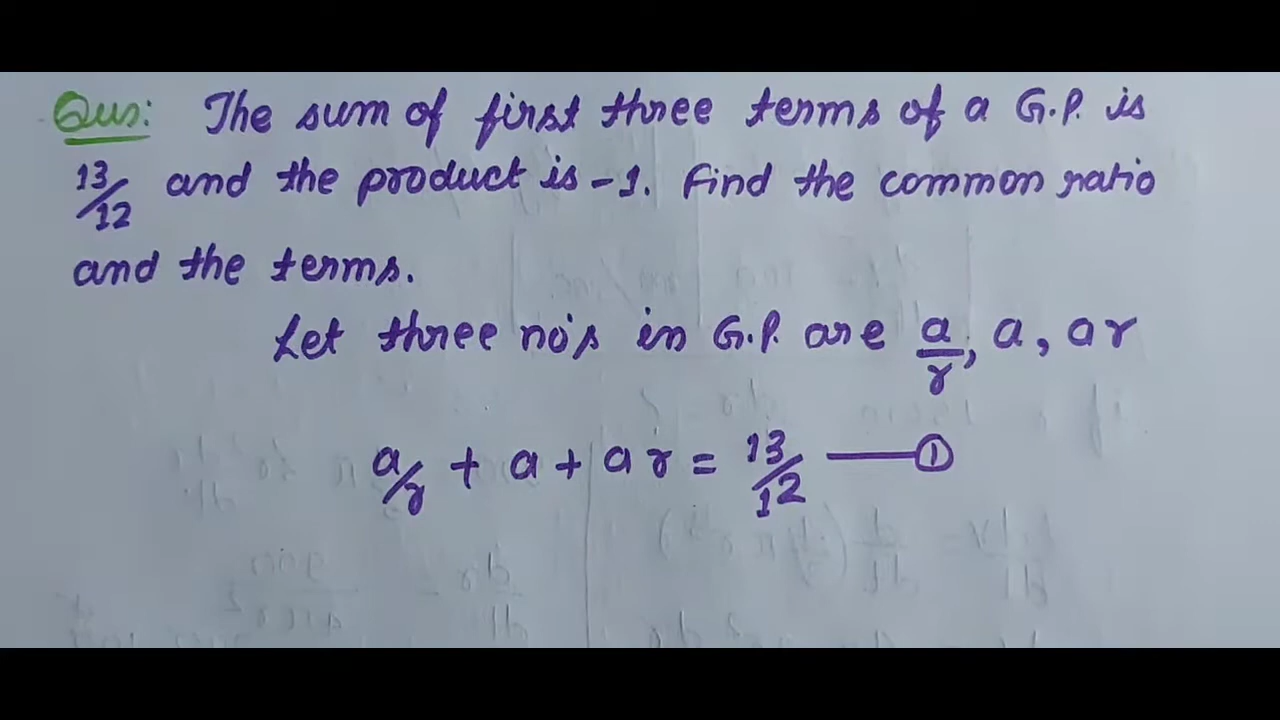 Qus: The sum of first three terms of a G.P. is
13/12 and the product is -1. Find the common ratio
and the terms.
Let three no's in G.P. are a/r, a, ar
a/r + a + ar = 13/12 —①